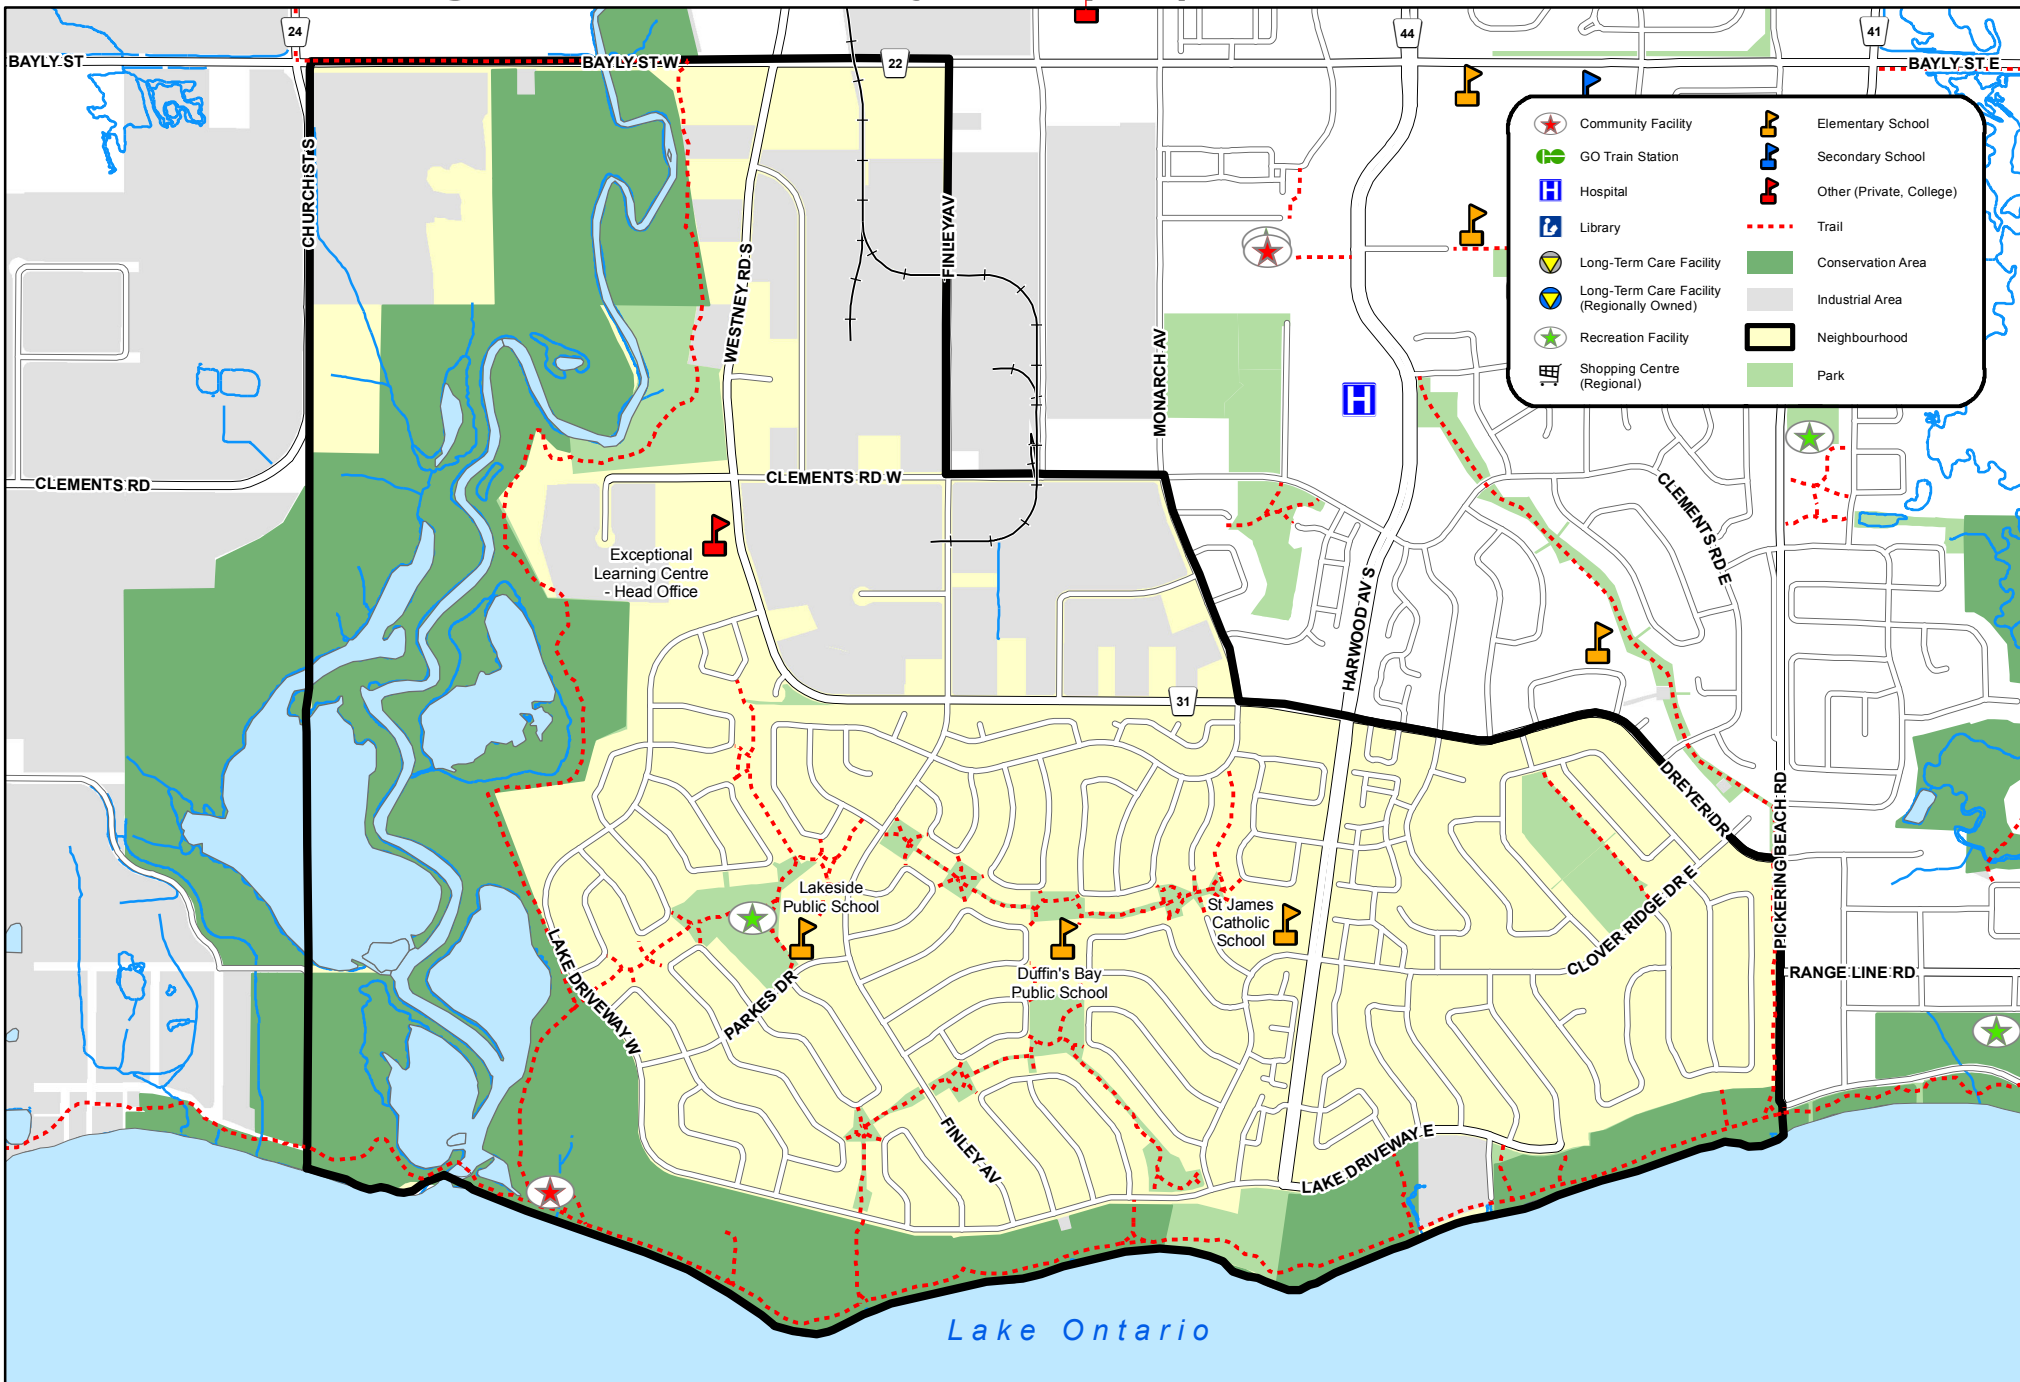 24
44
41
BAYLY ST
BAYLY ST W
22
BAYLY ST E
Community Facility
GO Train Station
Hospital
Library
Long-Term Care Facility
Long-Term Care Facility
(Regionally Owned)
Recreation Facility
Shopping Centre
(Regional)
Elementary School
Secondary School
Other (Private, College)
Trail
Conservation Area
Industrial Area
Neighbourhood
Park
CHURCH ST S
FINLEY AV
WESTNEY RD S
MONARCH AV
H
CLEMENTS RD
CLEMENTS RD W
CLEMENTS RD E
Exceptional
Learning Centre
- Head Office
HARWOOD AV S
31
DREYER DR
PICKERING BEACH RD
Lakeside
Public School
St James
Catholic
School
CLOVER RIDGE DR E
LAKE DRIVEWAY W
PARKES DR
Duffin's Bay
Public School
RANGE LINE RD
FINLEY AV
LAKE DRIVEWAY E
Lake Ontario